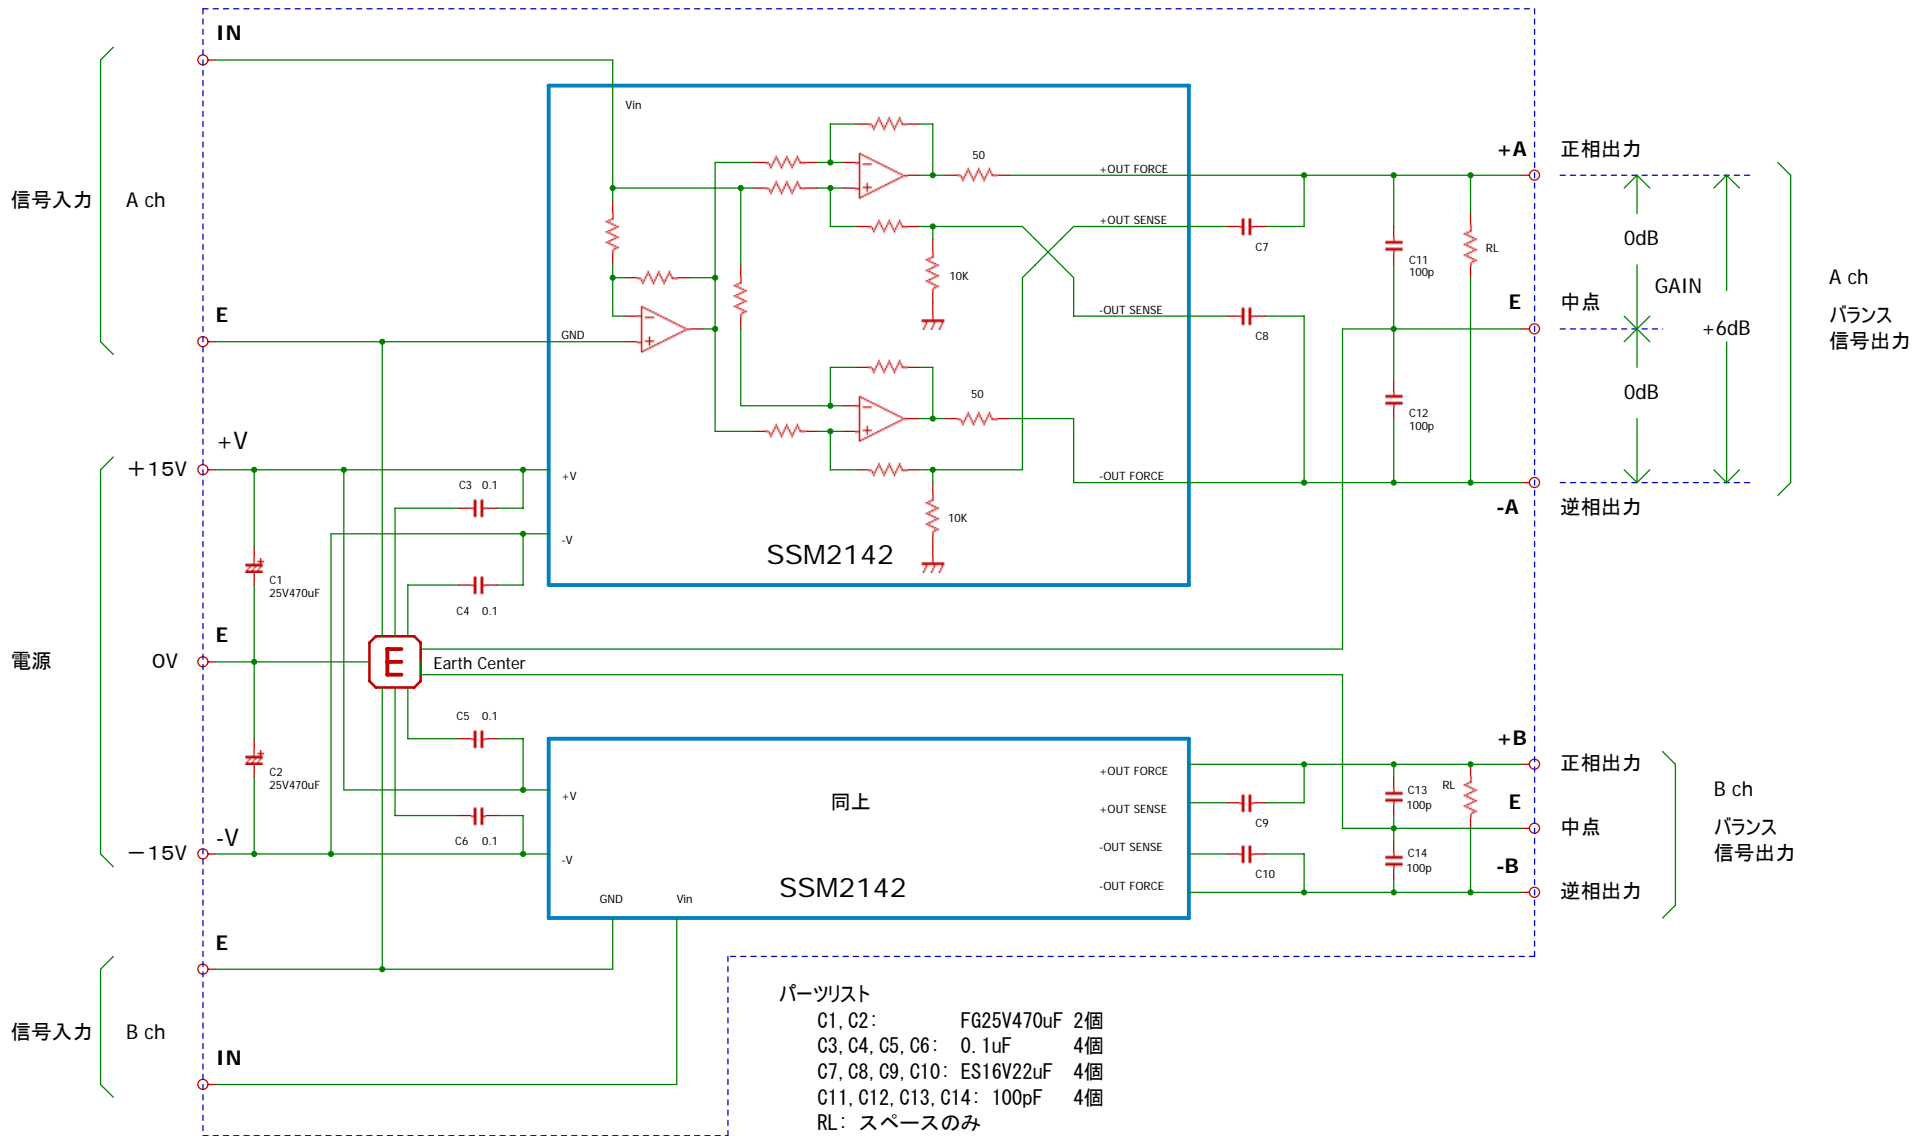 IN
信号入力
A ch
E
+V
+15V
電源
E
0V
-V
-15V
E
信号入力
B ch
IN
Vin
GND
50
+OUT FORCE
+OUT SENSE
10K
-OUT SENSE
50
-OUT FORCE
10K
+V
-V
SSM2142
C3 0.1
C4 0.1
C1
25V470uF
E
Earth Center
C2
25V470uF
C5 0.1
C6 0.1
+V
-V
同上
SSM2142
GND
Vin
+OUT FORCE
+OUT SENSE
-OUT SENSE
-OUT FORCE
C7
C8
C11
100p
RL
C12
100p
+A
正相出力
0dB
GAIN
E
中点
+6dB
0dB
-A
逆相出力
A ch
バランス
信号出力
C9
C10
C13
100p
RL
C14
100p
+B
正相出力
E
中点
-B
逆相出力
B ch
バランス
信号出力
パーツリスト
C1,C2: FG25V470uF 2個
C3,C4,C5,C6: 0.1uF 4個
C7,C8,C9,C10: ES16V22uF 4個
C11,C12,C13,C14: 100pF 4個
RL: スペースのみ